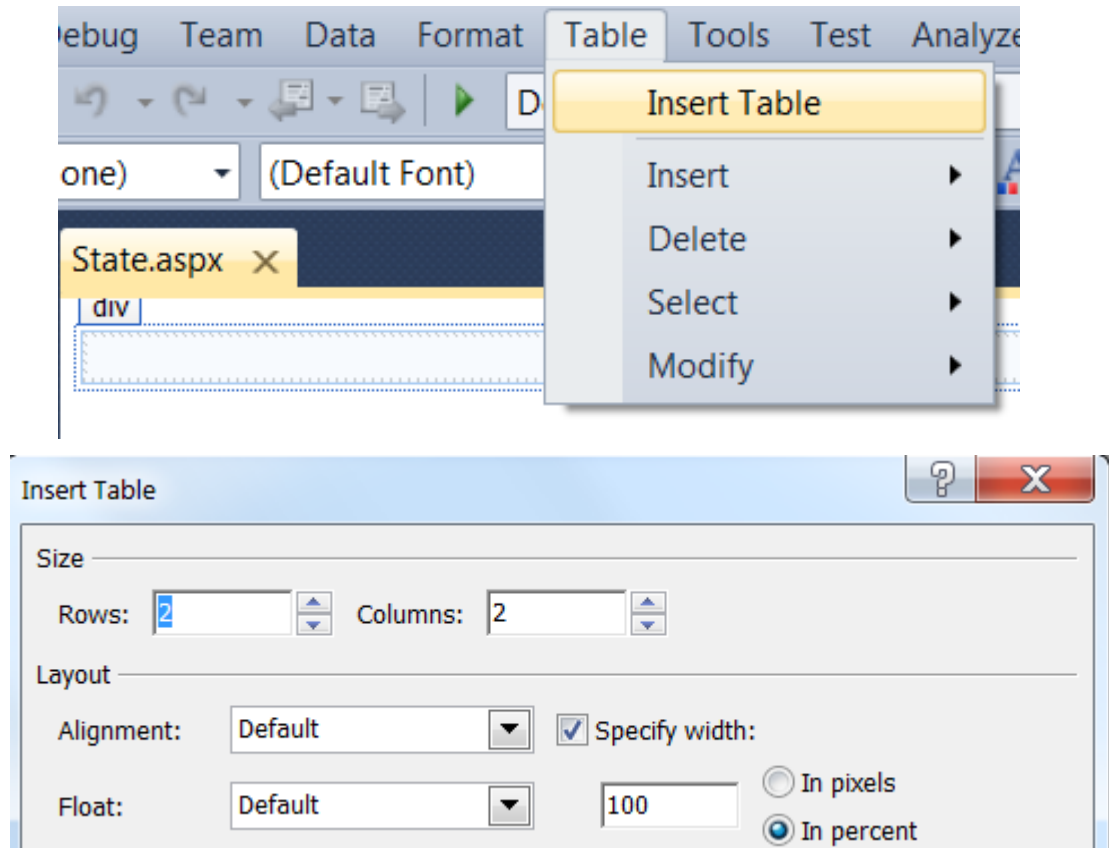 ebug Team Data Format Table Tools Test Analyze
D Insert Table
one) (Default Font) Insert
Delete
State.aspx
div
Select
Modify
Insert Table
Size
Rows: 2 Columns: 2
Layout
Alignment: Default Specify width:
Float: Default 100 In pixels
In percent